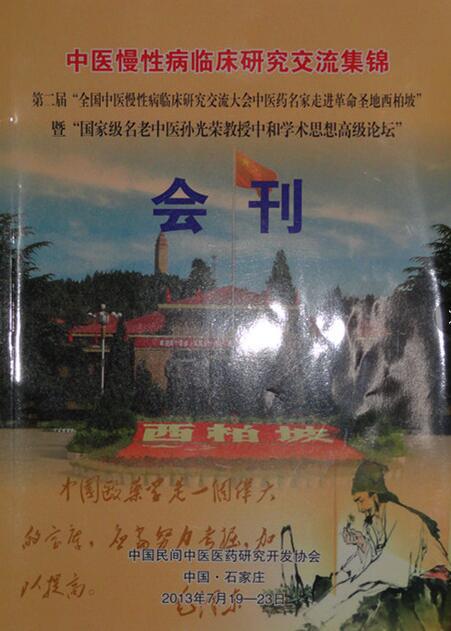 中医慢性病临床研究交流集锦
第二届“全国中医慢性病临床研究交流大会中医药名家走进革命圣地西柏坡”
暨“国家级名老中医孙光荣教授中和学术思想高级论坛”
会 刊
西柏坡
中国医药学是一個偉大
的宝库，
努力发掘，加
以提高。
毛泽东
中国民间中医医药研究开发协会
中国·石家庄
2013年7月19—23日